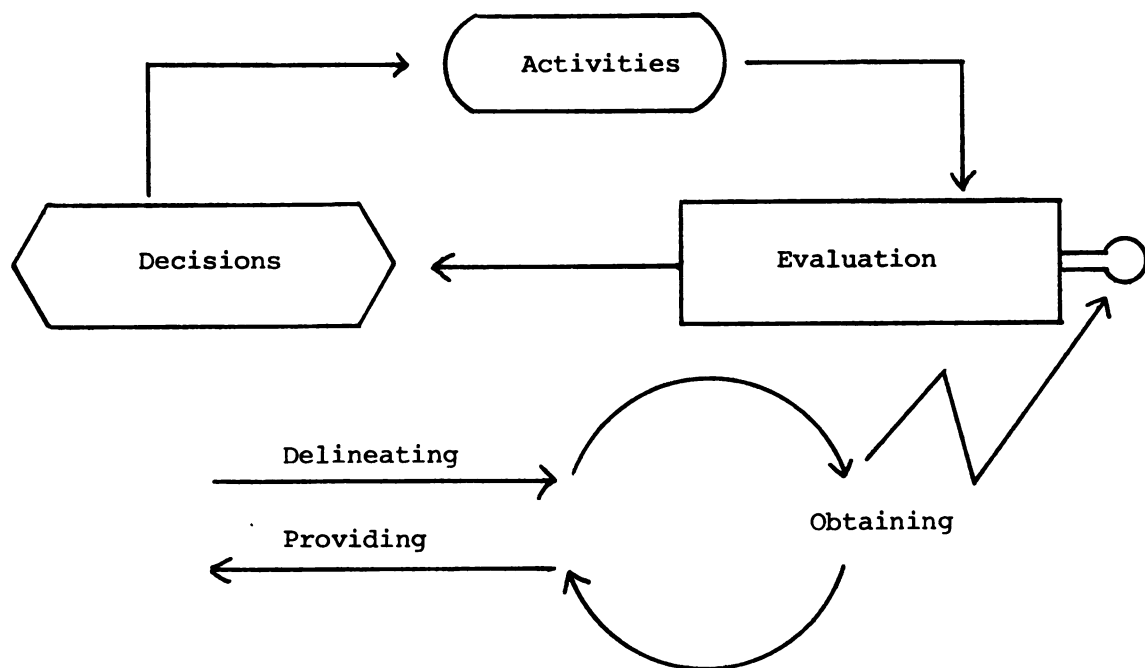 Activities
Decisions
Evaluation
Delineating
Obtaining
Providing